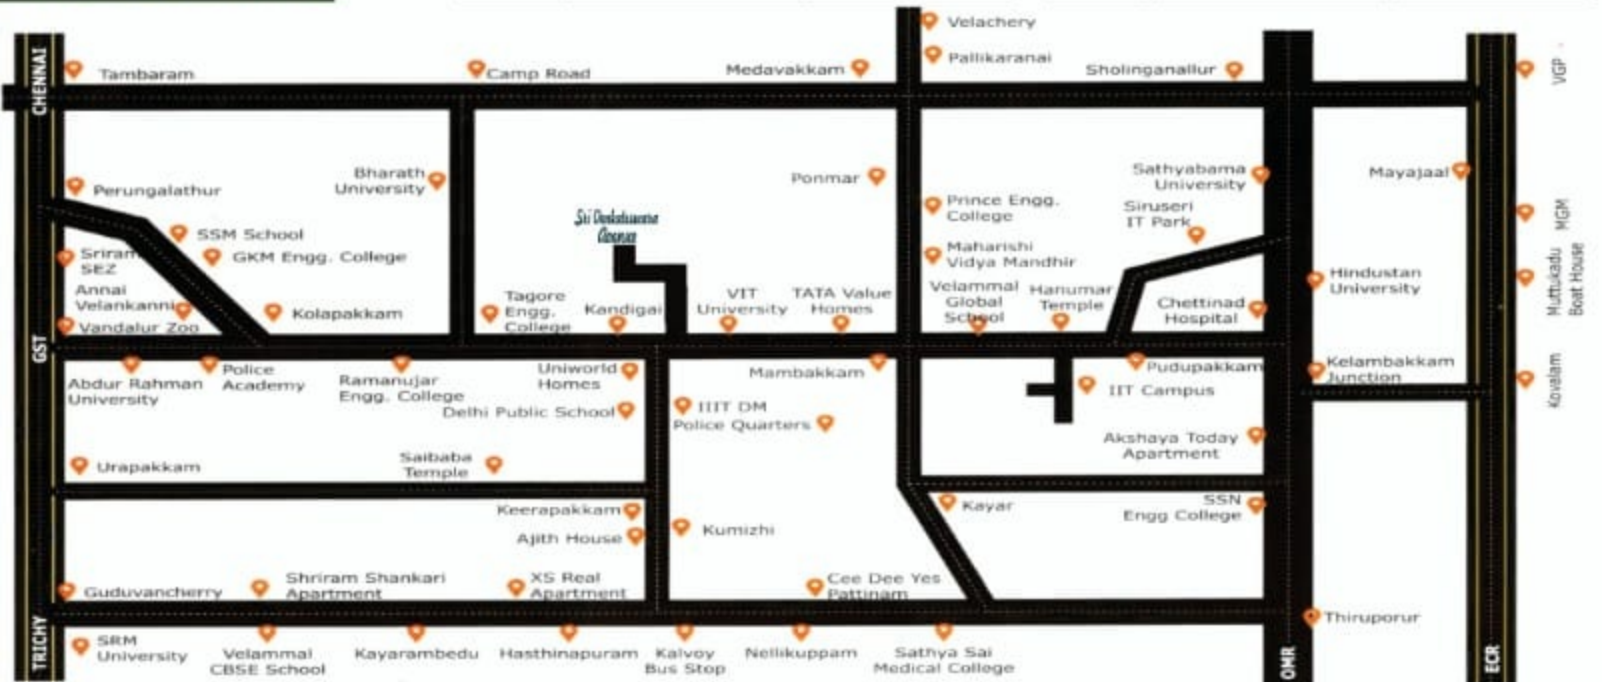 Velachery
Pallikaranai
CHENNAI
Tambaram
Camp Road
Medavakkam
Sholinganallur
VGP
Perungalathur
Bharath
University
Ponmar
Sathyabama
University
Mayajaal
SSM School
GKM Engg. College
Sriram
SEZ
Annai
Velankanni
Vandalur Zoo
Kolapakkam
Sri Venkateswara
Avenue
Prince Engg.
College
Maharishi
Vidya Mandhir
Siruseri
IT Park
MGM
Muttukadu
Boat House
Hindustan
University
Tagore
Engg.
College
Kandigai
VIT
University
TATA Value
Homes
Velammal
Global
School
Hanumar
Temple
Chettinad
Hospital
GST
Abdur Rahman
University
Police
Academy
Ramanujar
Engg. College
Uniworld
Homes
Delhi Public School
Mambakkam
IIIT DM
Police Quarters
Pudupakkam
IIT Campus
Kelambakkam
Junction
Kovalam
Akshaya Today
Apartment
Urapakkam
Saibaba
Temple
Keerapakkam
Ajith House
Kumizhi
Kayar
SSN
Engg College
Guduvancherry
Shriram Shankari
Apartment
XS Real
Apartment
Cee Dee Yes
Pattinam
Thiruporur
TRICHY
SRM
University
Velammal
CBSE School
Kayarambedu
Hasthinapuram
Kalvoy
Bus Stop
Nellikuppam
Sathya Sai
Medical College
OMR
ECR